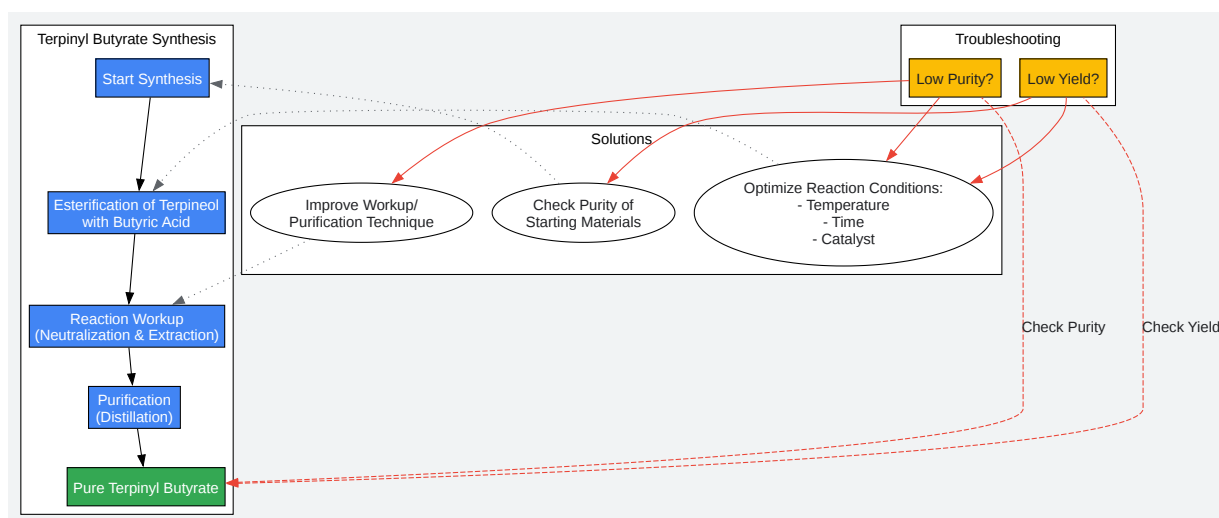 Terpinyl Butyrate Synthesis
Start Synthesis
Esterification of Terpineol
with Butyric Acid
Reaction Workup
(Neutralization & Extraction)
Purification
(Distillation)
Pure Terpinyl Butyrate
Solutions
Improve Workup/
Purification Technique
Check Purity of
Starting Materials
Optimize Reaction Conditions:
- Temperature
- Time
- Catalyst
Troubleshooting
Low Purity?
Low Yield?
Check Purity
Check Yield